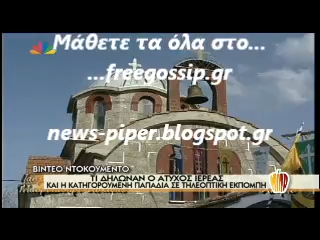 Μάθετε τα όλα στο...
...freegossip.gr
news-piper.blogspot.gr
ΒΙΝΤΕΟ ΝΤΟΚΟΥΜΕΝΤΟ
ΤΙ ΔΗΛΩΝΑΝ Ο ΑΤΥΧΟΣ ΙΕΡΕΑΣ
ΚΑΙ Η ΚΑΤΗΓΟΡΟΥΜΕΝΗ ΠΑΠΑΔΙΑ ΣΕ ΤΗΛΕΟΠΤΙΚΗ ΕΚΠΟΜΠΗ